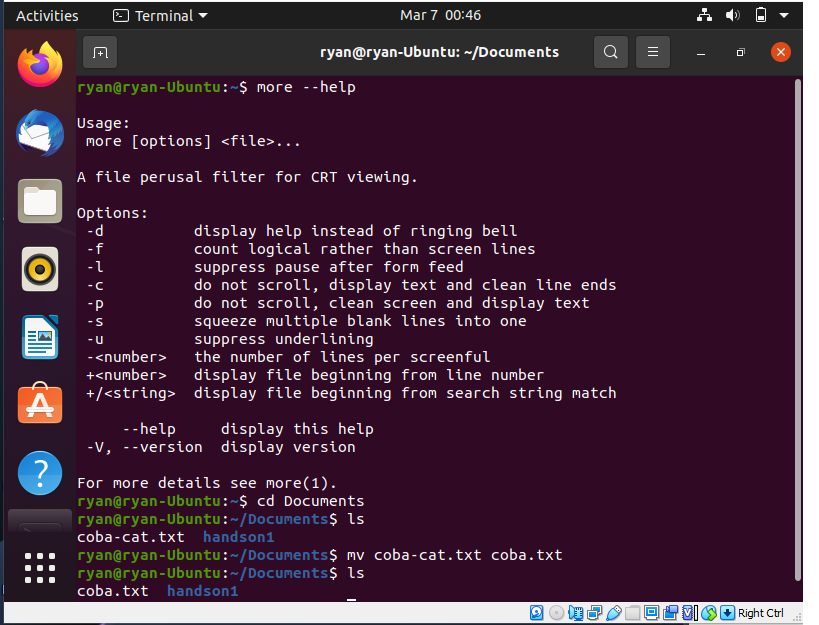 Activities Terminal Mar 7 00:46
ryan@ryan-Ubuntu: ~/Documents
ryan@ryan-Ubuntu:~$ more --help
Usage:
more [options] <file>...
A file perusal filter for CRT viewing.
Options:
-d display help instead of ringing bell
-f count logical rather than screen lines
-l suppress pause after form feed
-c do not scroll, display text and clean line ends
-p do not scroll, clean screen and display text
-s squeeze multiple blank lines into one
-u suppress underlining
-<number> the number of lines per screenful
+<number> display file beginning from line number
+/<string> display file beginning from search string match
--help display this help
-V, --version display version
For more details see more(1).
ryan@ryan-Ubuntu:~$ cd Documents
ryan@ryan-Ubuntu:~/Documents$ ls
coba-cat.txt handson1
ryan@ryan-Ubuntu:~/Documents$ mv coba-cat.txt coba.txt
ryan@ryan-Ubuntu:~/Documents$ ls
coba.txt handson1
Right Ctrl